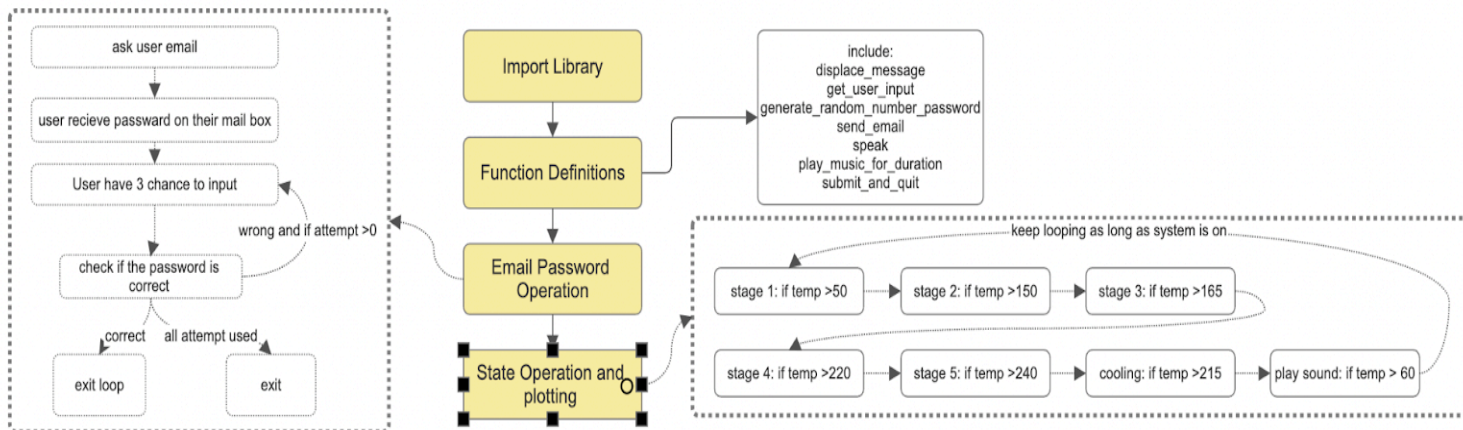 ask user email
user recieve passward on their mail box
User have 3 chance to input
wrong and if attempt >0
check if the password is
correct
correct
all attempt used
exit loop
exit
Import Library
Function Definitions
Email Password
Operation
State Operation and
plotting
include:
displace_message
get_user_input
generate_random_number_password
send_email
speak
play_music_for_duration
submit_and_quit
keep looping as long as system is on
stage 1: if temp >50
stage 2: if temp >150
stage 3: if temp >165
stage 4: if temp >220
stage 5: if temp >240
cooling: if temp >215
play sound: if temp > 60